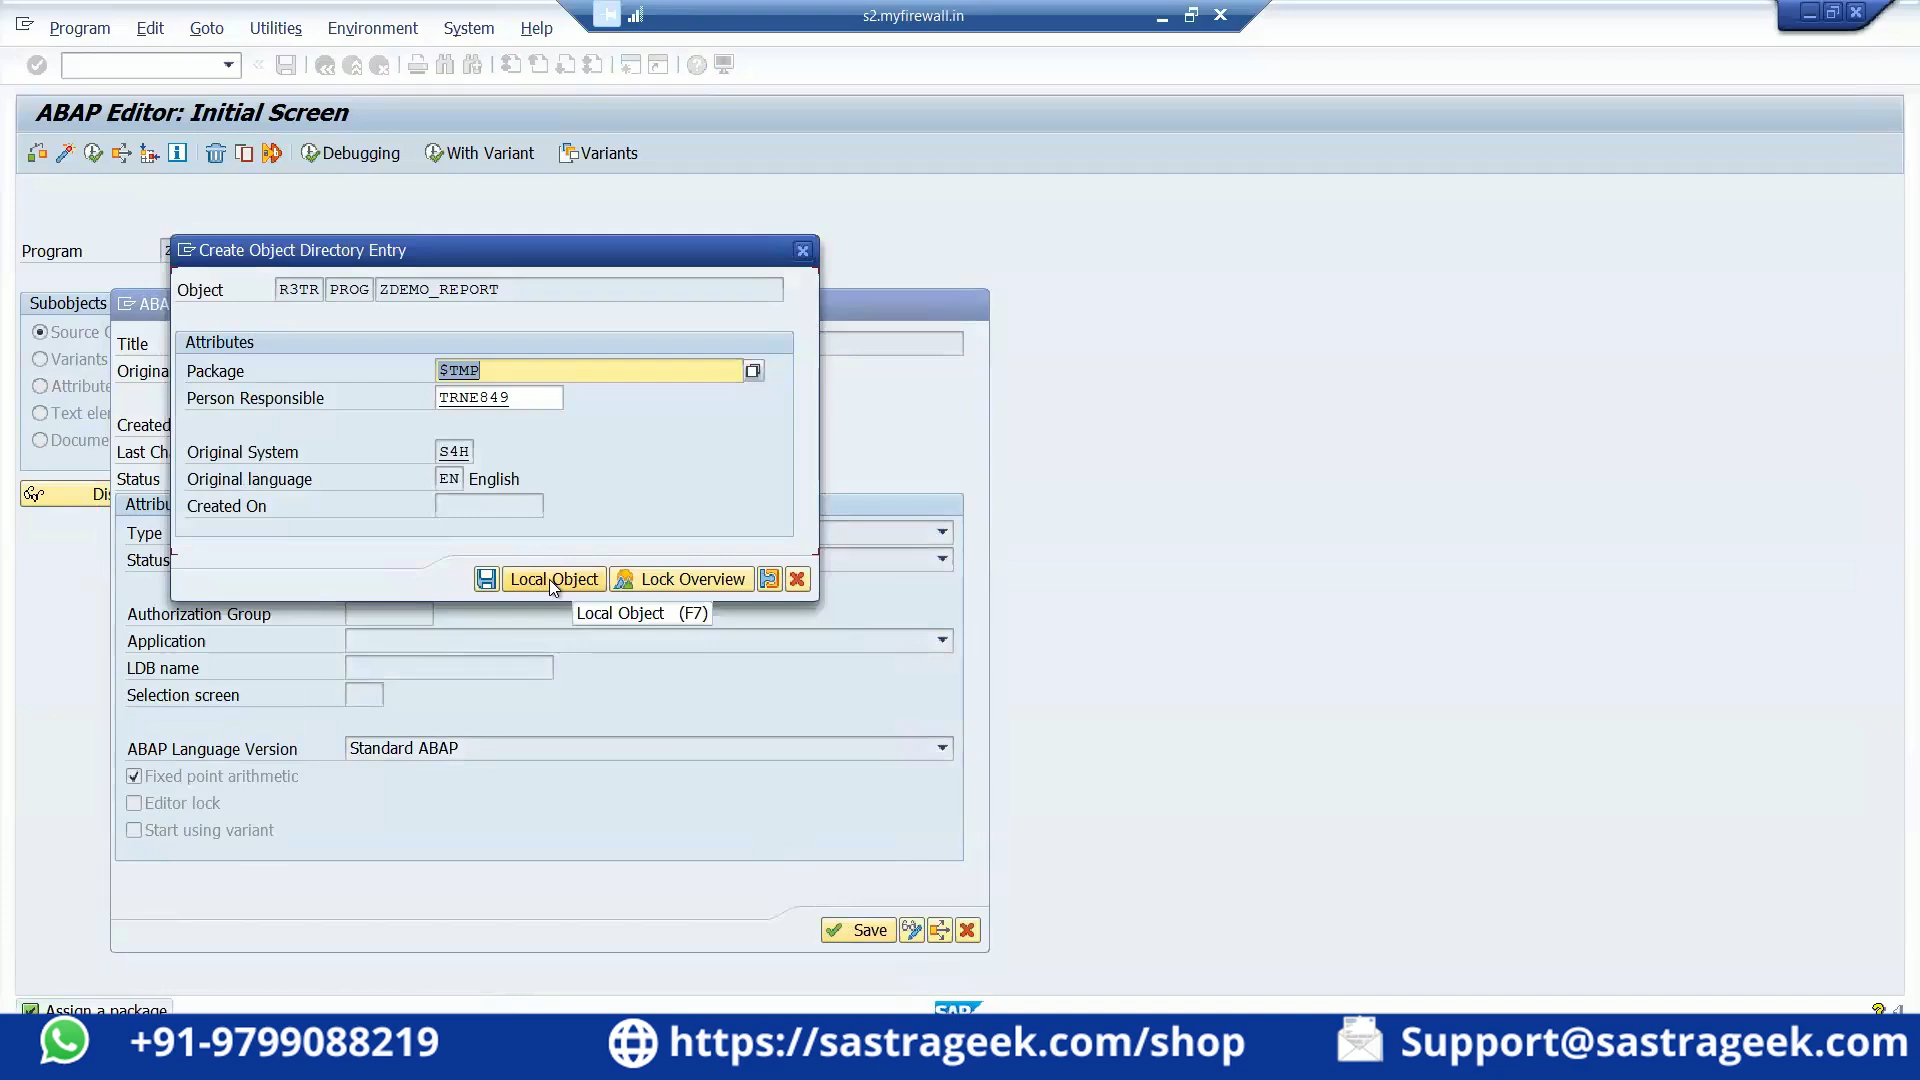 s2.myfirewall.in
Program Edit Goto Utilities Environment System Help
ABAP Editor: Initial Screen
Debugging With Variant Variants
Program
Create Object Directory Entry
Object R3TR PROG ZDEMO_REPORT
Subobjects
Attributes
Title
Package $TMP
Person Responsible TRNE849
Created
Original System S4H
Original language EN English
Status
Created On
Type
Status
Local Object Lock Overview
Local Object (F7)
Authorization Group
Application
LDB name
Selection screen
ABAP Language Version Standard ABAP
Fixed point arithmetic
Editor lock
Start using variant
Save
Assign a package
SAP
+91-9799088219 https://sastrageek.com/shop Support@sastrageek.com